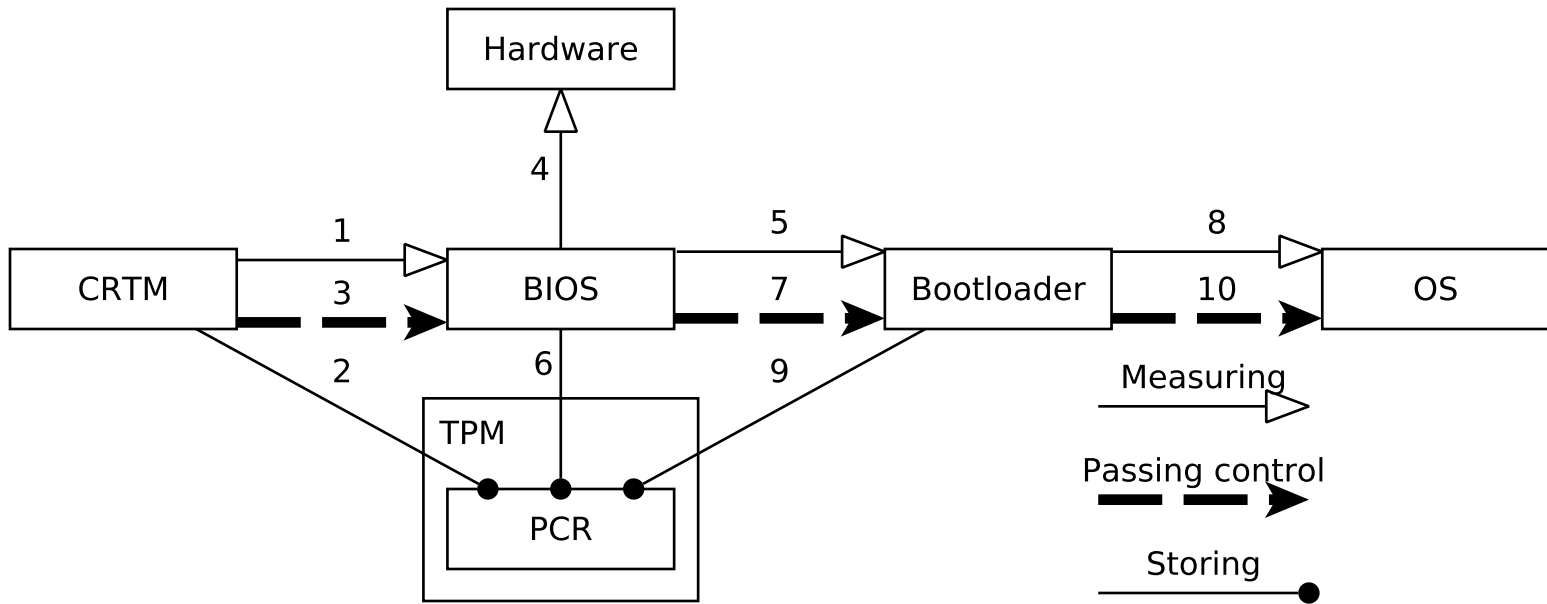 Hardware
4
1
5
8
CRTM
3
BIOS
7
Bootloader
10
OS
2
6
9
Measuring
TPM
Passing control
PCR
Storing